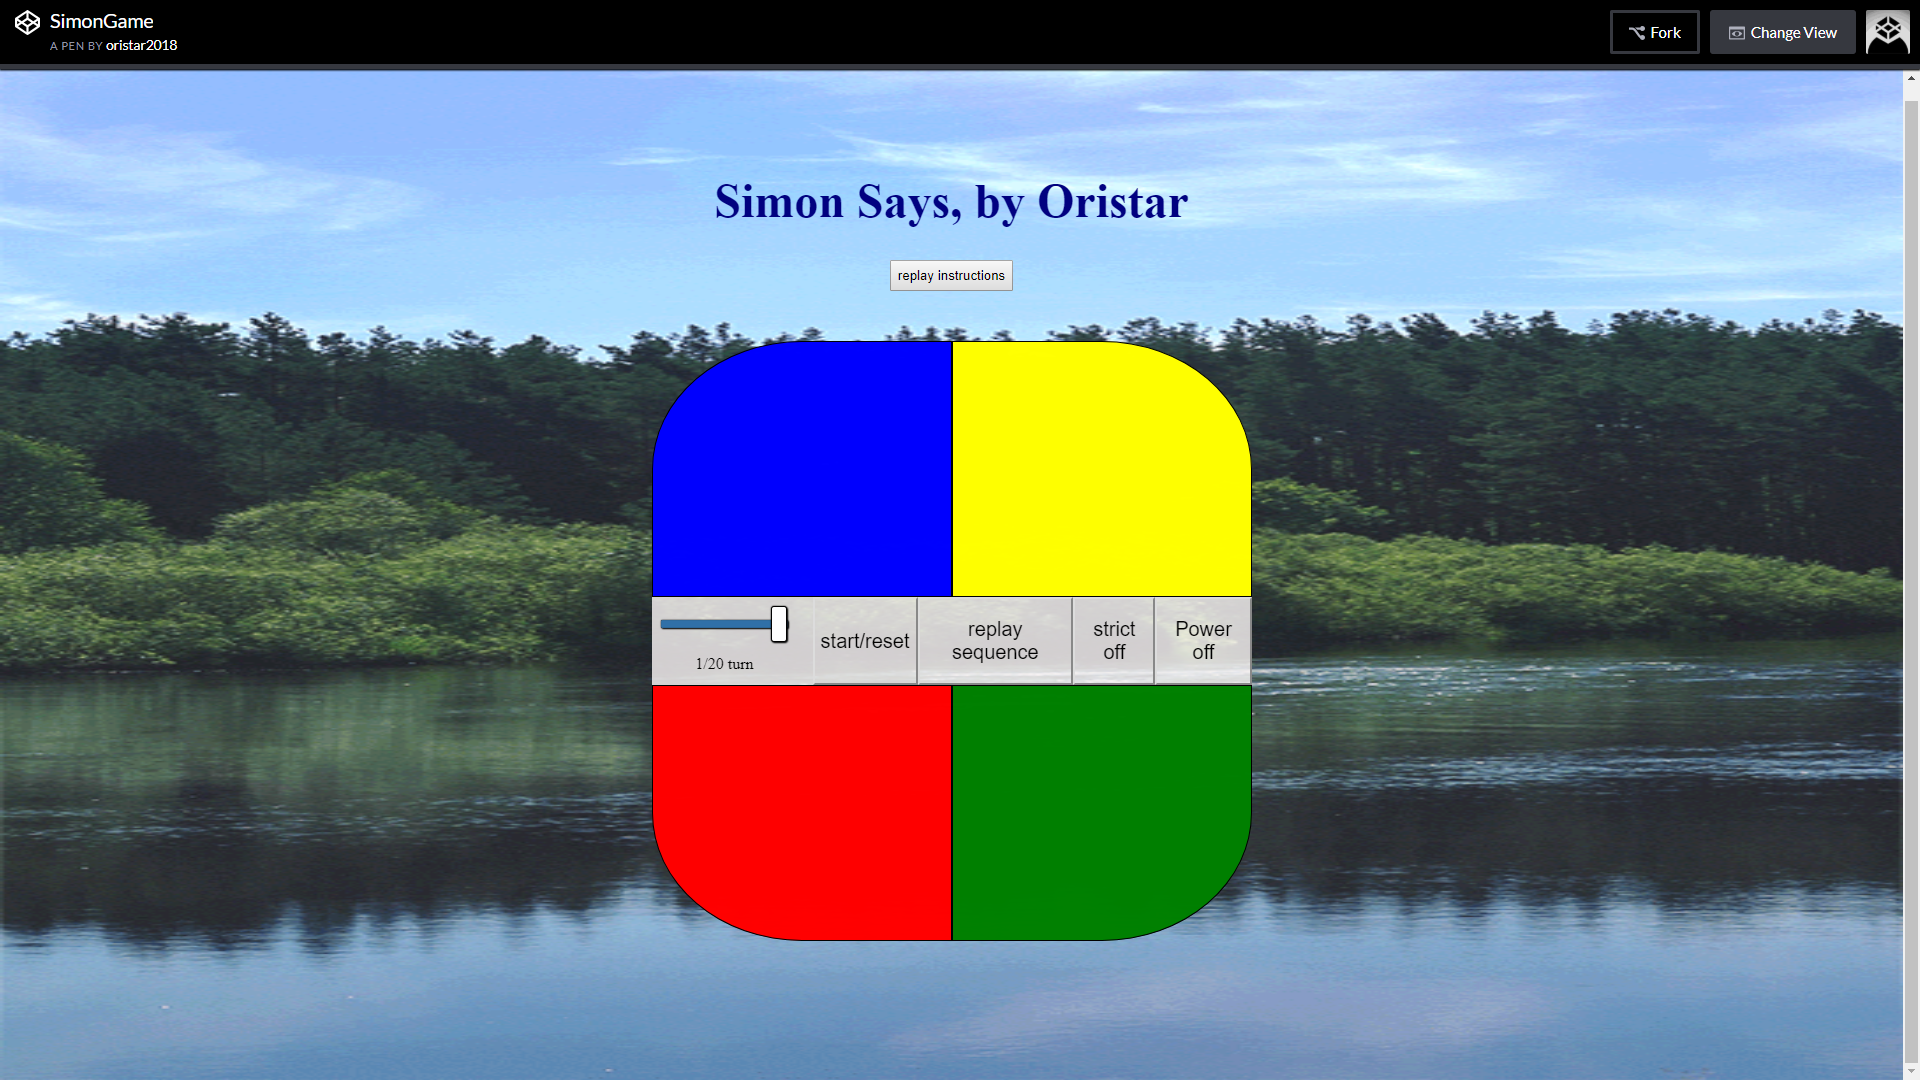 SimonGame
A PEN BY oristar2018
Fork
Change View
Simon Says, by Oristar
replay instructions
1/20 turn
start/reset
replay
sequence
strict
off
Power
off